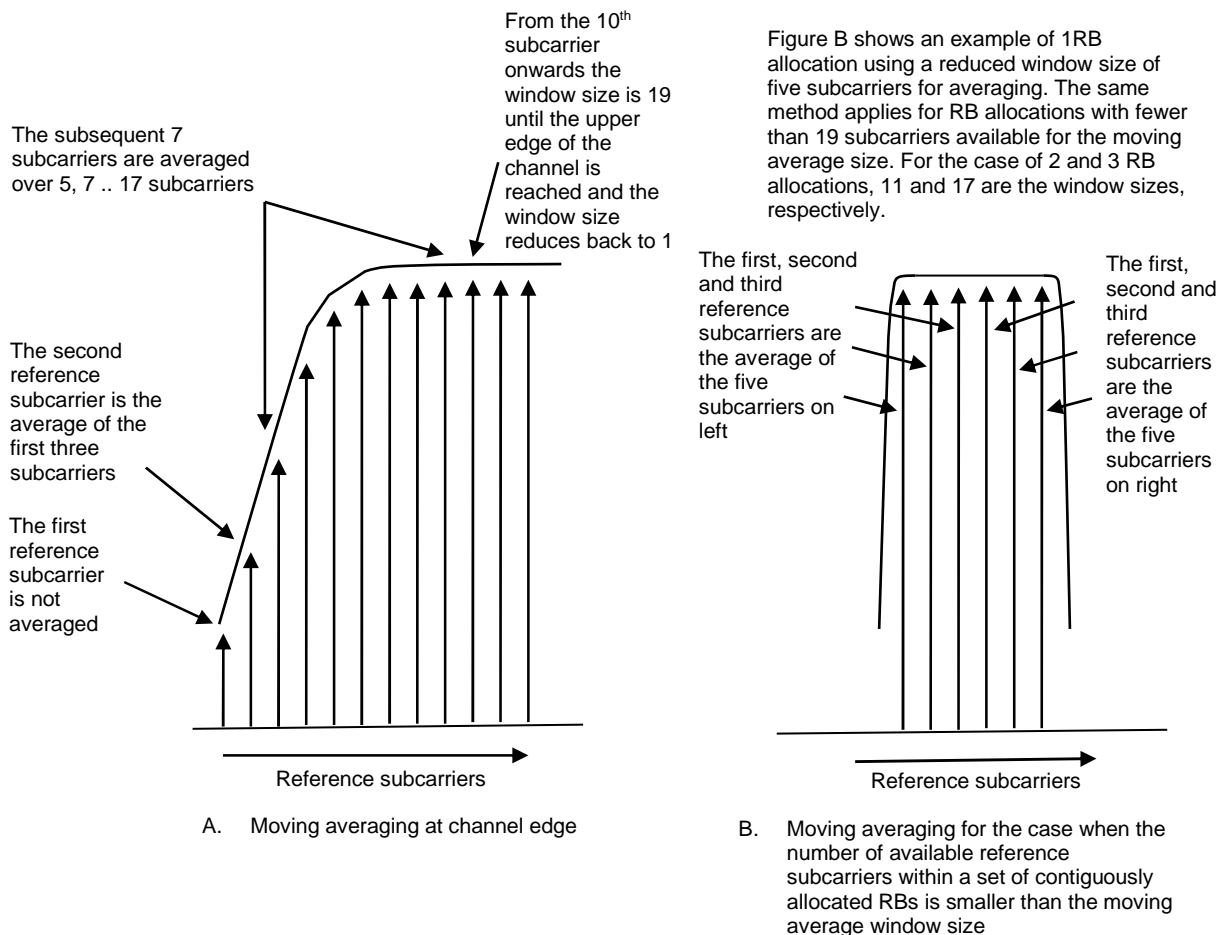 From the 10th
subcarrier
onwards the
window size is 19
until the upper
edge of the
channel is
reached and the
window size
reduces back to 1
The subsequent 7
subcarriers are averaged
over 5, 7 .. 17 subcarriers
The second
reference
subcarrier is the
average of the
first three
subcarriers
The first
reference
subcarrier
is not
averaged
Reference subcarriers
A. Moving averaging at channel edge
Figure B shows an example of 1RB
allocation using a reduced window size of
five subcarriers for averaging. The same
method applies for RB allocations with fewer
than 19 subcarriers available for the moving
average size. For the case of 2 and 3 RB
allocations, 11 and 17 are the window sizes,
respectively.
The first, second
and third
reference
subcarriers are
the average of
the five
subcarriers on
left
The first,
second and
third
reference
subcarriers
are the
average of
the five
subcarriers
on right
Reference subcarriers
B. Moving averaging for the case when the
number of available reference
subcarriers within a set of contiguously
allocated RBs is smaller than the moving
average window size